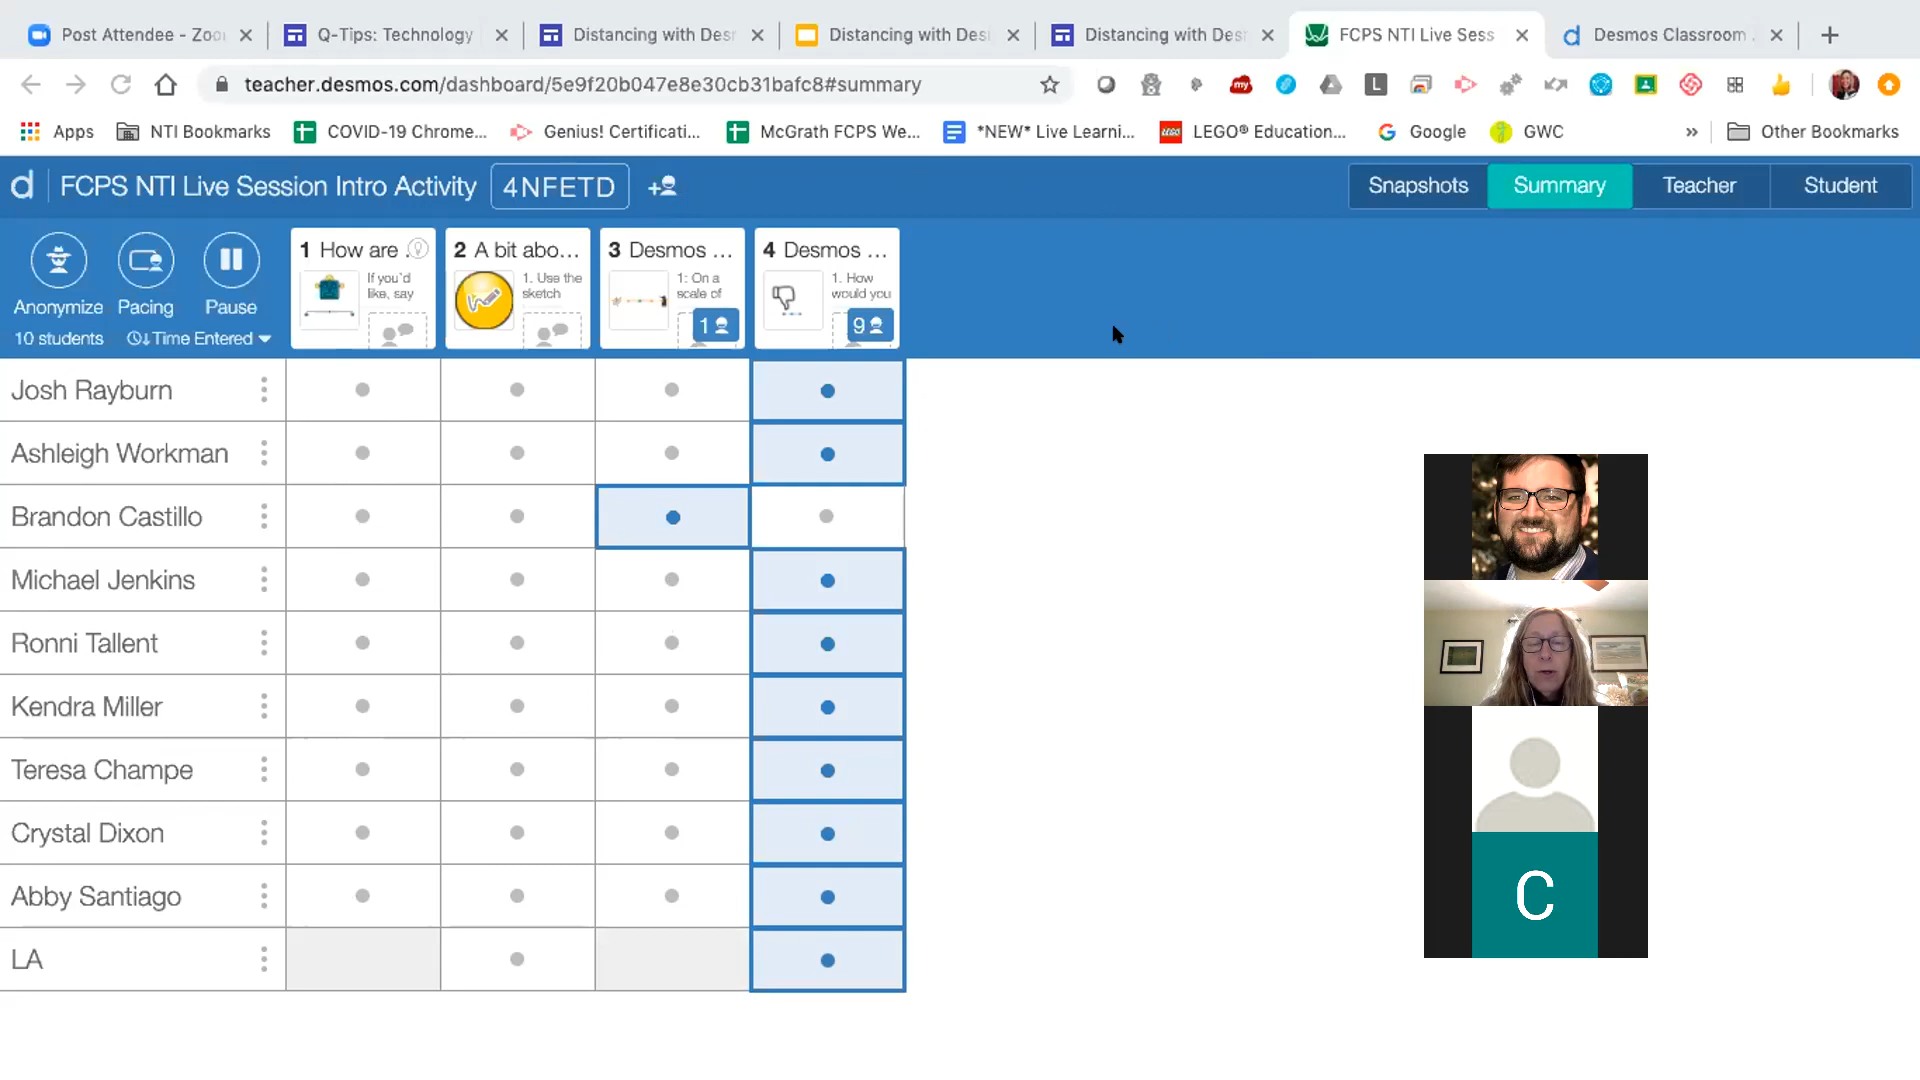 Post Attendee - Zoo
Q-Tips: Technology
Distancing with Des
Distancing with Des
Distancing with Des
FCPS NTI Live Sess
Desmos Classroom
teacher.desmos.com/dashboard/5e9f20b047e8e30cb31bafc8#summary
my
L
Apps
NTI Bookmarks
COVID-19 Chrome...
Genius! Certificati...
McGrath FCPS We...
*NEW* Live Learni...
LEGO® Education...
Google
GWC
»
Other Bookmarks
d
FCPS NTI Live Session Intro Activity
4NFETD
Snapshots
Summary
Teacher
Student
Anonymize
Pacing
Pause
10 students
Time Entered
1 How are
If you'd
like, say
2 A bit abo...
1. Use the
sketch
3 Desmos ...
1: On a
scale of
1
4 Desmos ...
1. How
would you
9
Josh Rayburn
Ashleigh Workman
Brandon Castillo
Michael Jenkins
Ronni Tallent
Kendra Miller
Teresa Champe
Crystal Dixon
Abby Santiago
LA
C